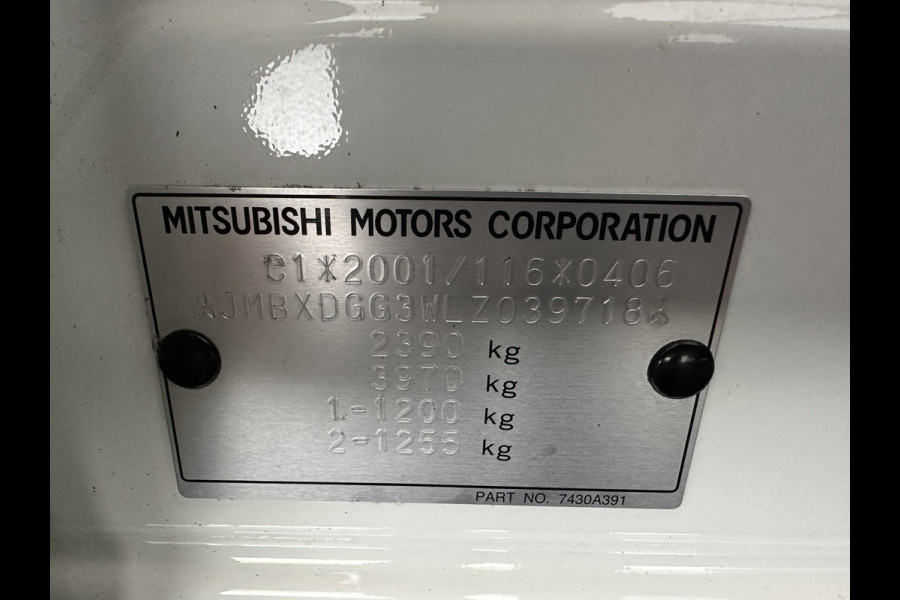 MITSUBISHI MOTORS CORPORATION
e1*2001/116*0406
JMBXDGG3WLZ039718
2390 kg
3970 kg
1-1200 kg
2-1255 kg
PART NO. 7430A391